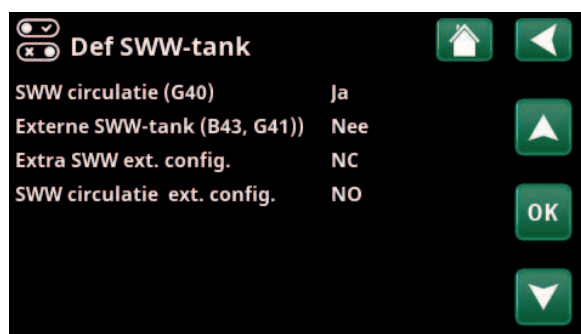 Def SWW-tank
SWW circulatie (G40) Ja
Externe SWW-tank (B43, G41)) Nee
Extra SWW ext. config. NC
SWW circulatie ext. config. NO
OK